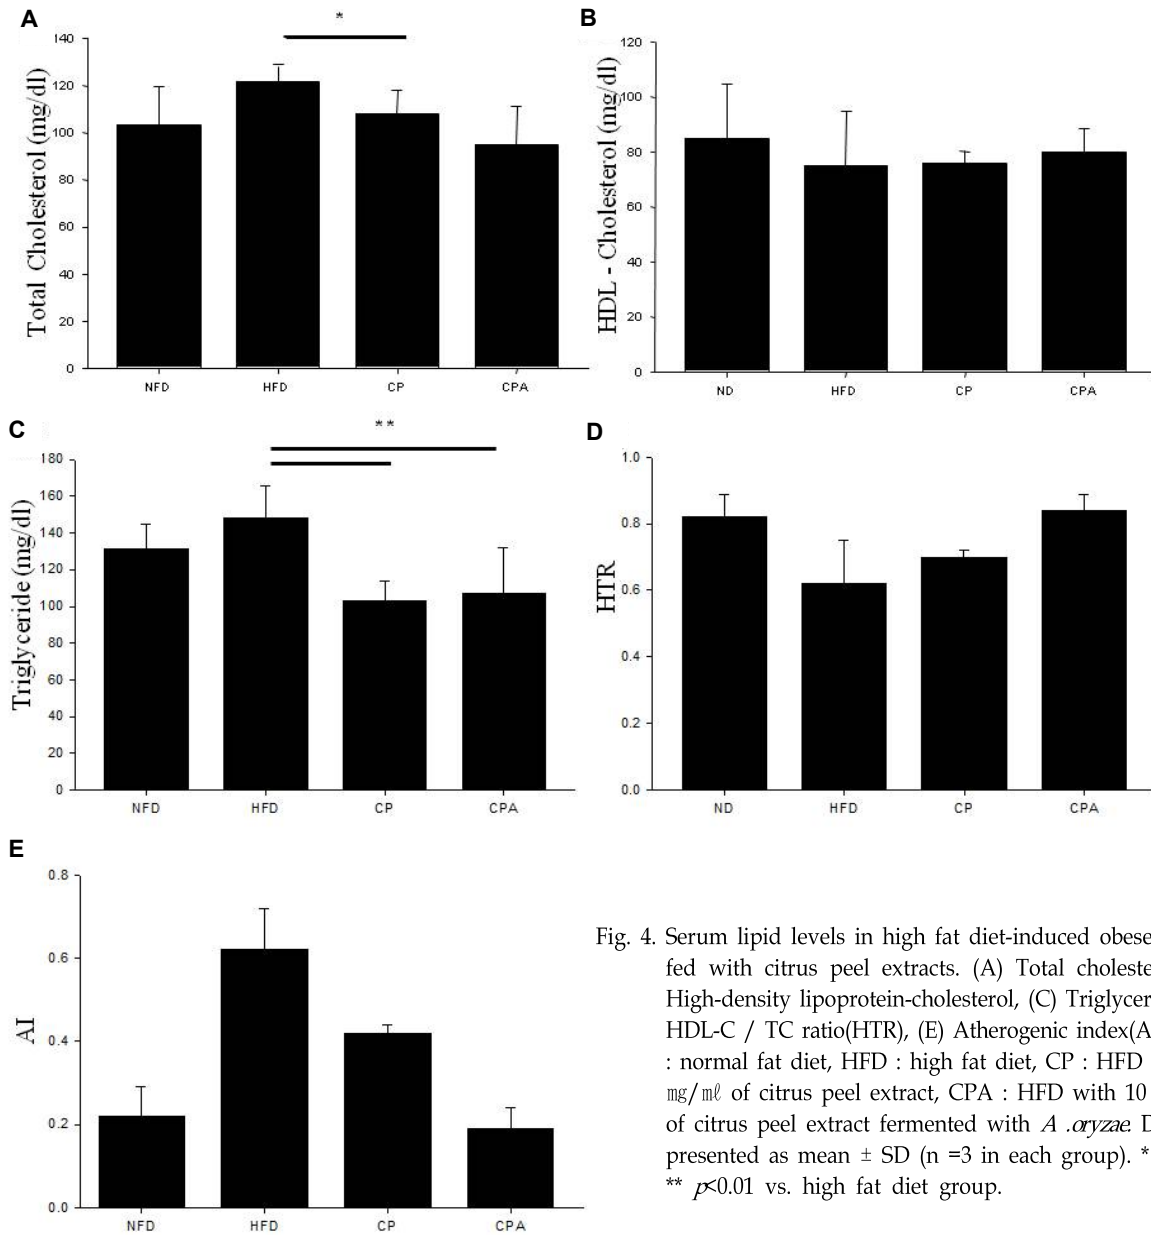 A
*
140
120
100
80
60
40
20
0
Total Cholesterol (mg/dl)
NFD HFD CP CPA
B
120
100
80
60
40
20
0
HDL - Cholesterol (mg/dl)
ND HFD CP CPA
C
**
180
160
140
120
100
80
60
40
20
0
Triglyceride (mg/dl)
NFD HFD CP CPA
D
1.0
0.8
0.6
0.4
0.2
0.0
HTR
ND HFD CP CPA
E
0.8
0.6
0.4
0.2
0.0
AI
NFD HFD CP CPA
Fig. 4. Serum lipid levels in high fat diet-induced obese
fed with citrus peel extracts. (A) Total cholest
High-density lipoprotein-cholesterol, (C) Triglycer
HDL-C / TC ratio(HTR), (E) Atherogenic index(A
: normal fat diet, HFD : high fat diet, CP : HFD
㎎/㎖ of citrus peel extract, CPA : HFD with 10
of citrus peel extract fermented with A .oryzae. D
presented as mean ± SD (n =3 in each group). *
** p<0.01 vs. high fat diet group.